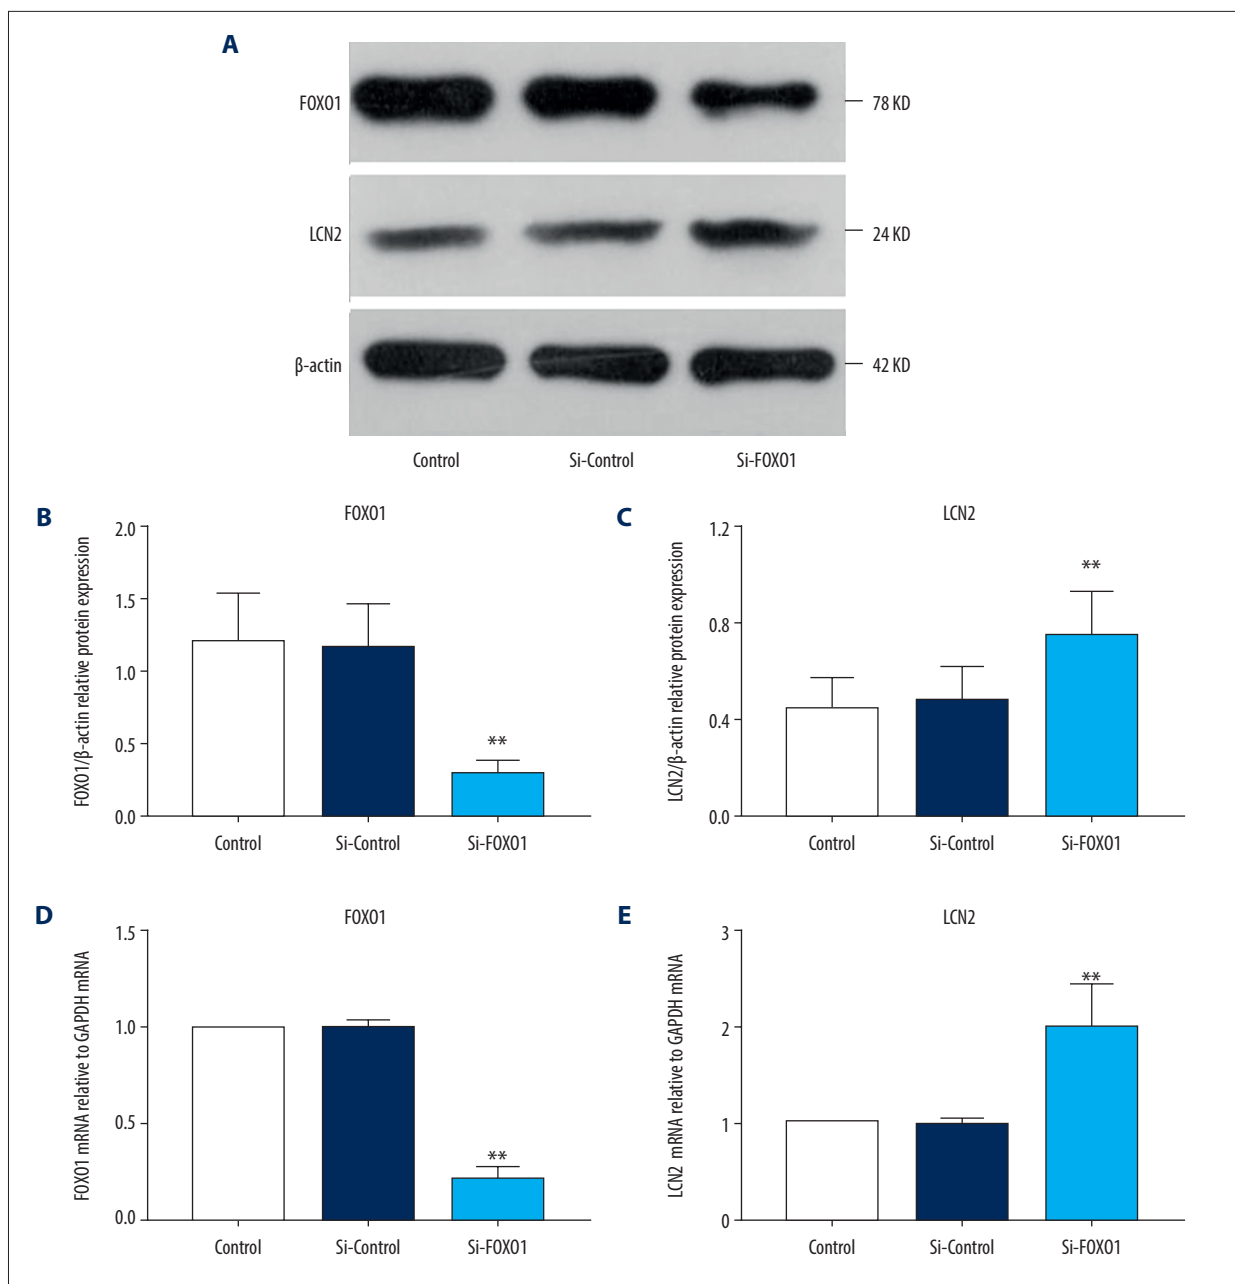 A
FOXO1
78 KD
LCN2
24 KD
β-actin
42 KD
Control Si-Control Si-FOXO1
B
FOXO1
FOXO1/β-actin relative protein expression
2.0
1.5
1.0
0.5
0.0
**
Control Si-Control Si-FOXO1
C
LCN2
LCN2/β-actin relative protein expression
1.2
0.8
0.4
0.0
**
Control Si-Control Si-FOXO1
D
FOXO1
FOXO1 mRNA relative to GAPDH mRNA
1.5
1.0
0.5
0.0
**
Control Si-Control Si-FOXO1
E
LCN2
LCN2 mRNA relative to GAPDH mRNA
3
2
1
0
**
Control Si-Control Si-FOXO1